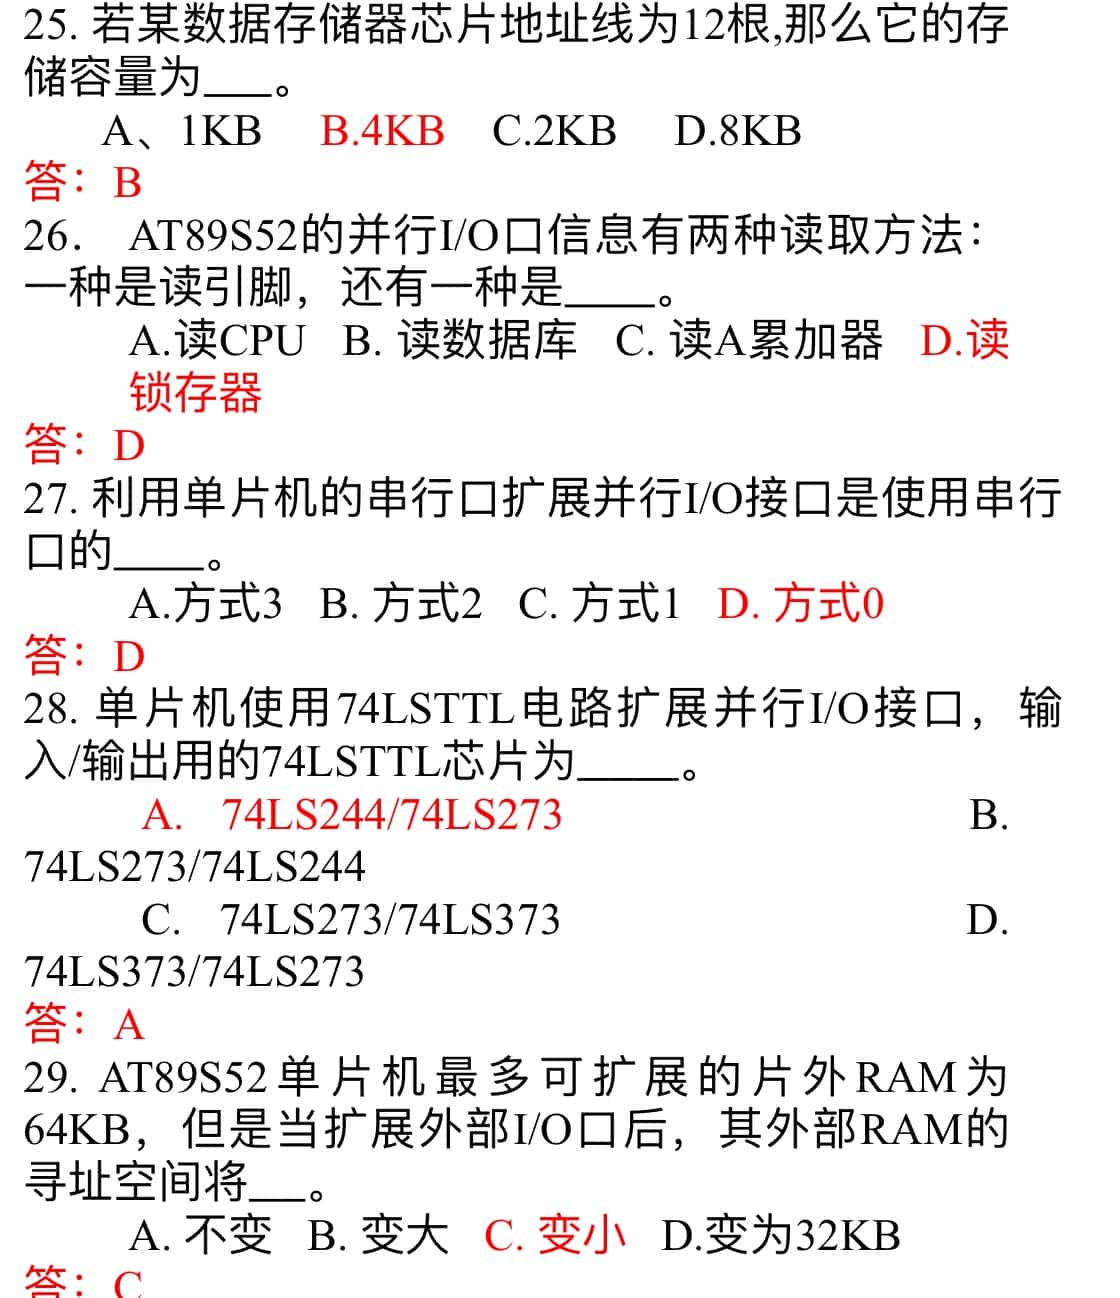 25. 若某数据存储器芯片地址线为12根,那么它的存
储容量为___。
A、1KB B.4KB C.2KB D.8KB
答：B
26. AT89S52的并行I/O口信息有两种读取方法：
一种是读引脚，还有一种是____。
A.读CPU B. 读数据库 C. 读A累加器 D.读
锁存器
答：D
27. 利用单片机的串行口扩展并行I/O接口是使用串行
口的____。
A.方式3 B. 方式2 C. 方式1 D. 方式0
答：D
28. 单片机使用74LSTTL电路扩展并行I/O接口，输
入/输出用的74LSTTL芯片为____。
A. 74LS244/74LS273 B.
74LS273/74LS244
C. 74LS273/74LS373 D.
74LS373/74LS273
答：A
29. AT89S52单片机最多可扩展的片外RAM为
64KB，但是当扩展外部I/O口后，其外部RAM的
寻址空间将__。
A. 不变 B. 变大 C. 变小 D.变为32KB
答：C